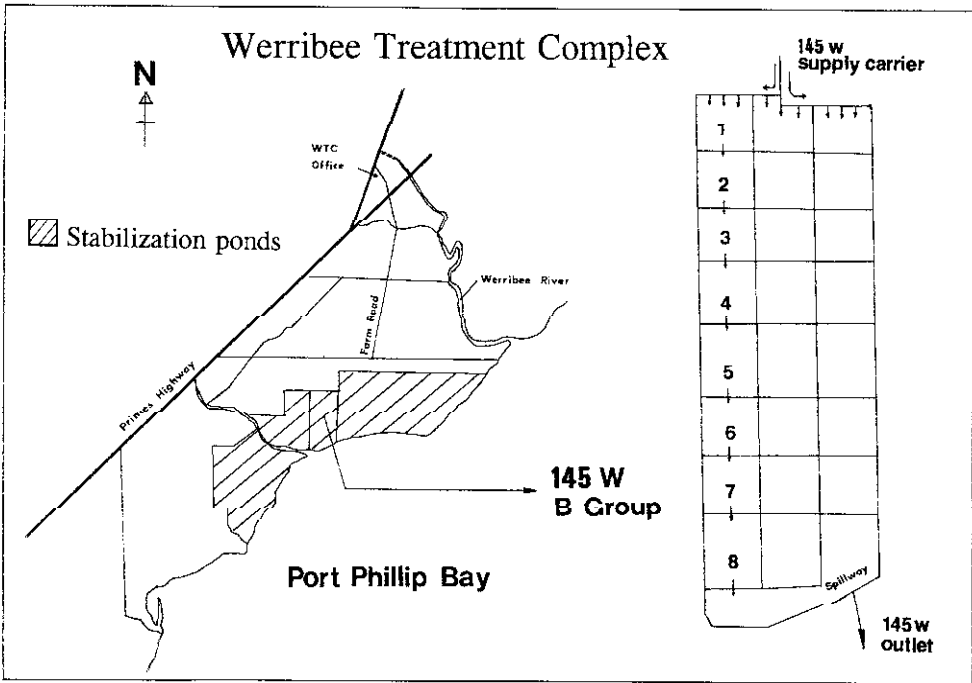 Werribee Treatment Complex
N
WTC
Office
Stabilization ponds
Werribee River
Farm Road
Primes Highway
145 W
B Group
Port Phillip Bay
145 w
supply carrier
1
2
3
4
5
6
7
8
Spillway
145 w
outlet